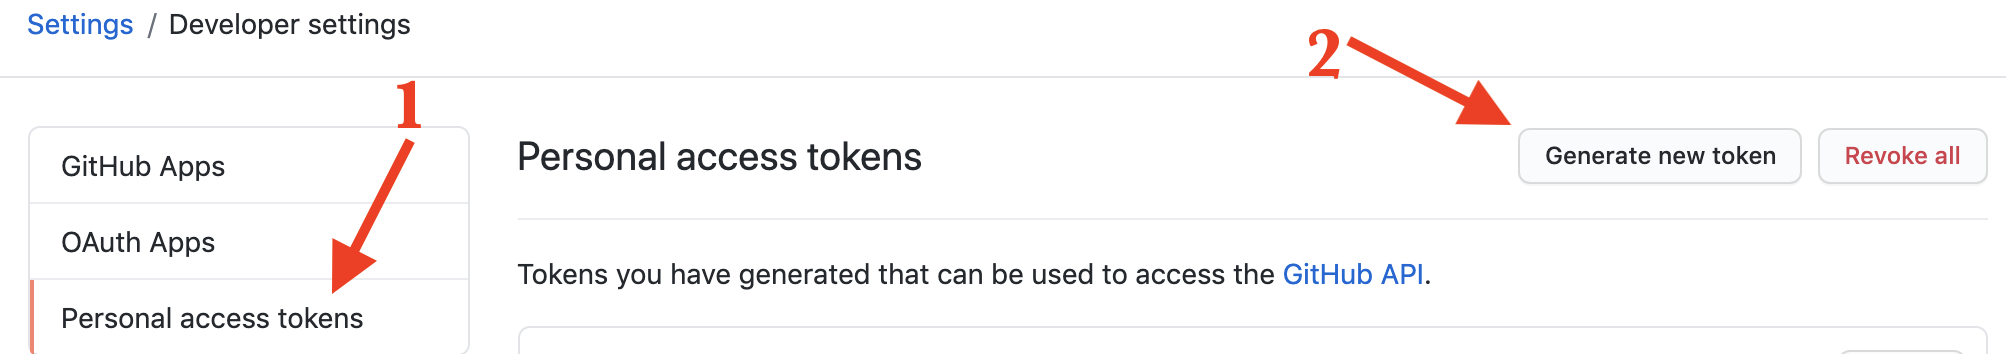 Settings / Developer settings
1
2
GitHub Apps
OAuth Apps
Personal access tokens
Personal access tokens
Generate new token
Revoke all
Tokens you have generated that can be used to access the GitHub API.